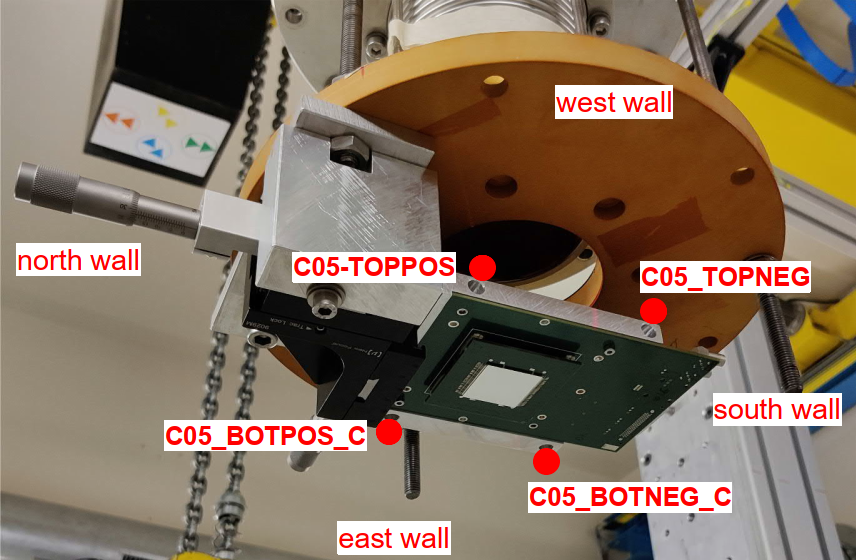 west wall
north wall
C05-TOPPOS
C05_TOPNEG
south wall
C05_BOTPOS_C
C05_BOTNEG_C
east wall